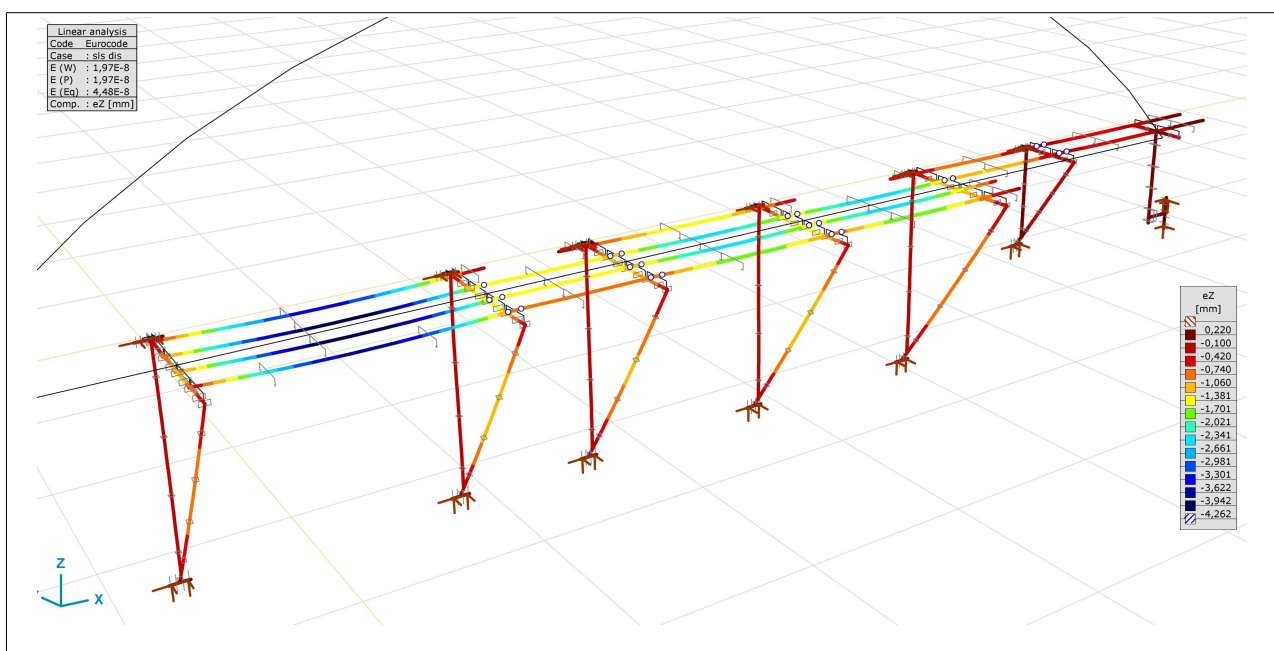 Linear analysis
Code Eurocode
Case : sls dis
E (W) : 1,97E-8
E (P) : 1,97E-8
E (Eq) : 4,48E-8
Comp. : eZ [mm]
eZ
[mm]
0,220
-0,100
-0,420
-0,740
-1,060
-1,381
-1,701
-2,021
-2,341
-2,661
-2,981
-3,301
-3,622
-3,942
-4,262
Z
X